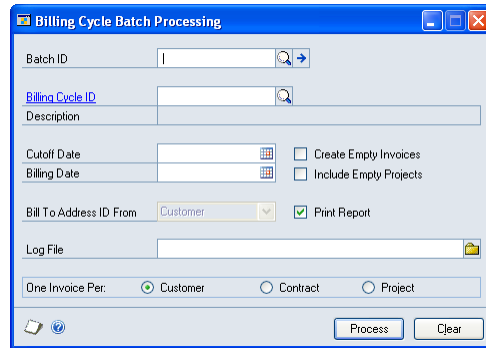 Billing Cycle Batch Processing
Batch ID
Billing Cycle ID
Description
Cutoff Date Create Empty Invoices
Billing Date Include Empty Projects
Bill To Address ID From Customer Print Report
Log File
One Invoice Per: Customer Contract Project
Process Clear